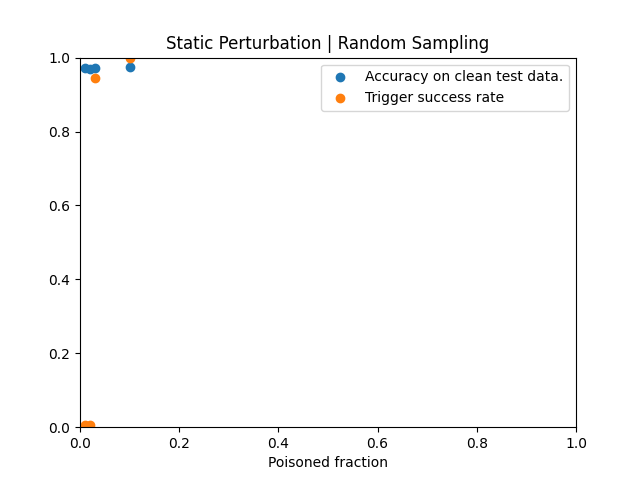 Static Perturbation | Random Sampling
1.0
0.8
0.6
0.4
0.2
0.0
Accuracy on clean test data.
Trigger success rate
0.0 0.2 0.4 0.6 0.8 1.0
Poisoned fraction